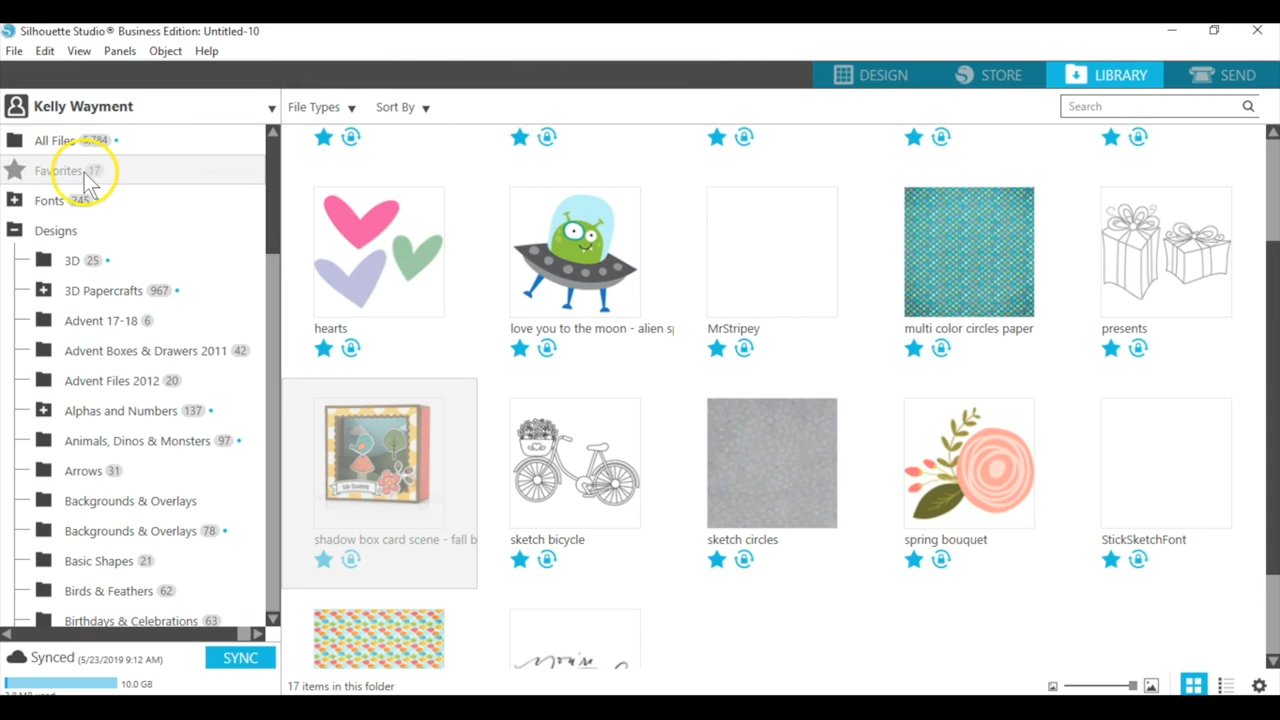 Silhouette Studio® Business Edition: Untitled-10
File Edit View Panels Object Help
DESIGN STORE LIBRARY SEND
Kelly Wayment
File Types Sort By Search
All Files 5,784
Favorites 17
Fonts 245
Designs
3D 25
3D Papercrafts 967
Advent 17-18 6
Advent Boxes & Drawers 2011 42
Advent Files 2012 20
Alphas and Numbers 137
Animals, Dinos & Monsters 97
Arrows 31
Backgrounds & Overlays
Backgrounds & Overlays 78
Basic Shapes 21
Birds & Feathers 62
Birthdays & Celebrations 63
hearts
love you to the moon - alien sp
MrStripey
multi color circles paper
presents
shadow box card scene - fall b
sketch bicycle
sketch circles
spring bouquet
StickSketchFont
Synced (5/23/2019 9:12 AM) SYNC
10.0 GB
17 items in this folder